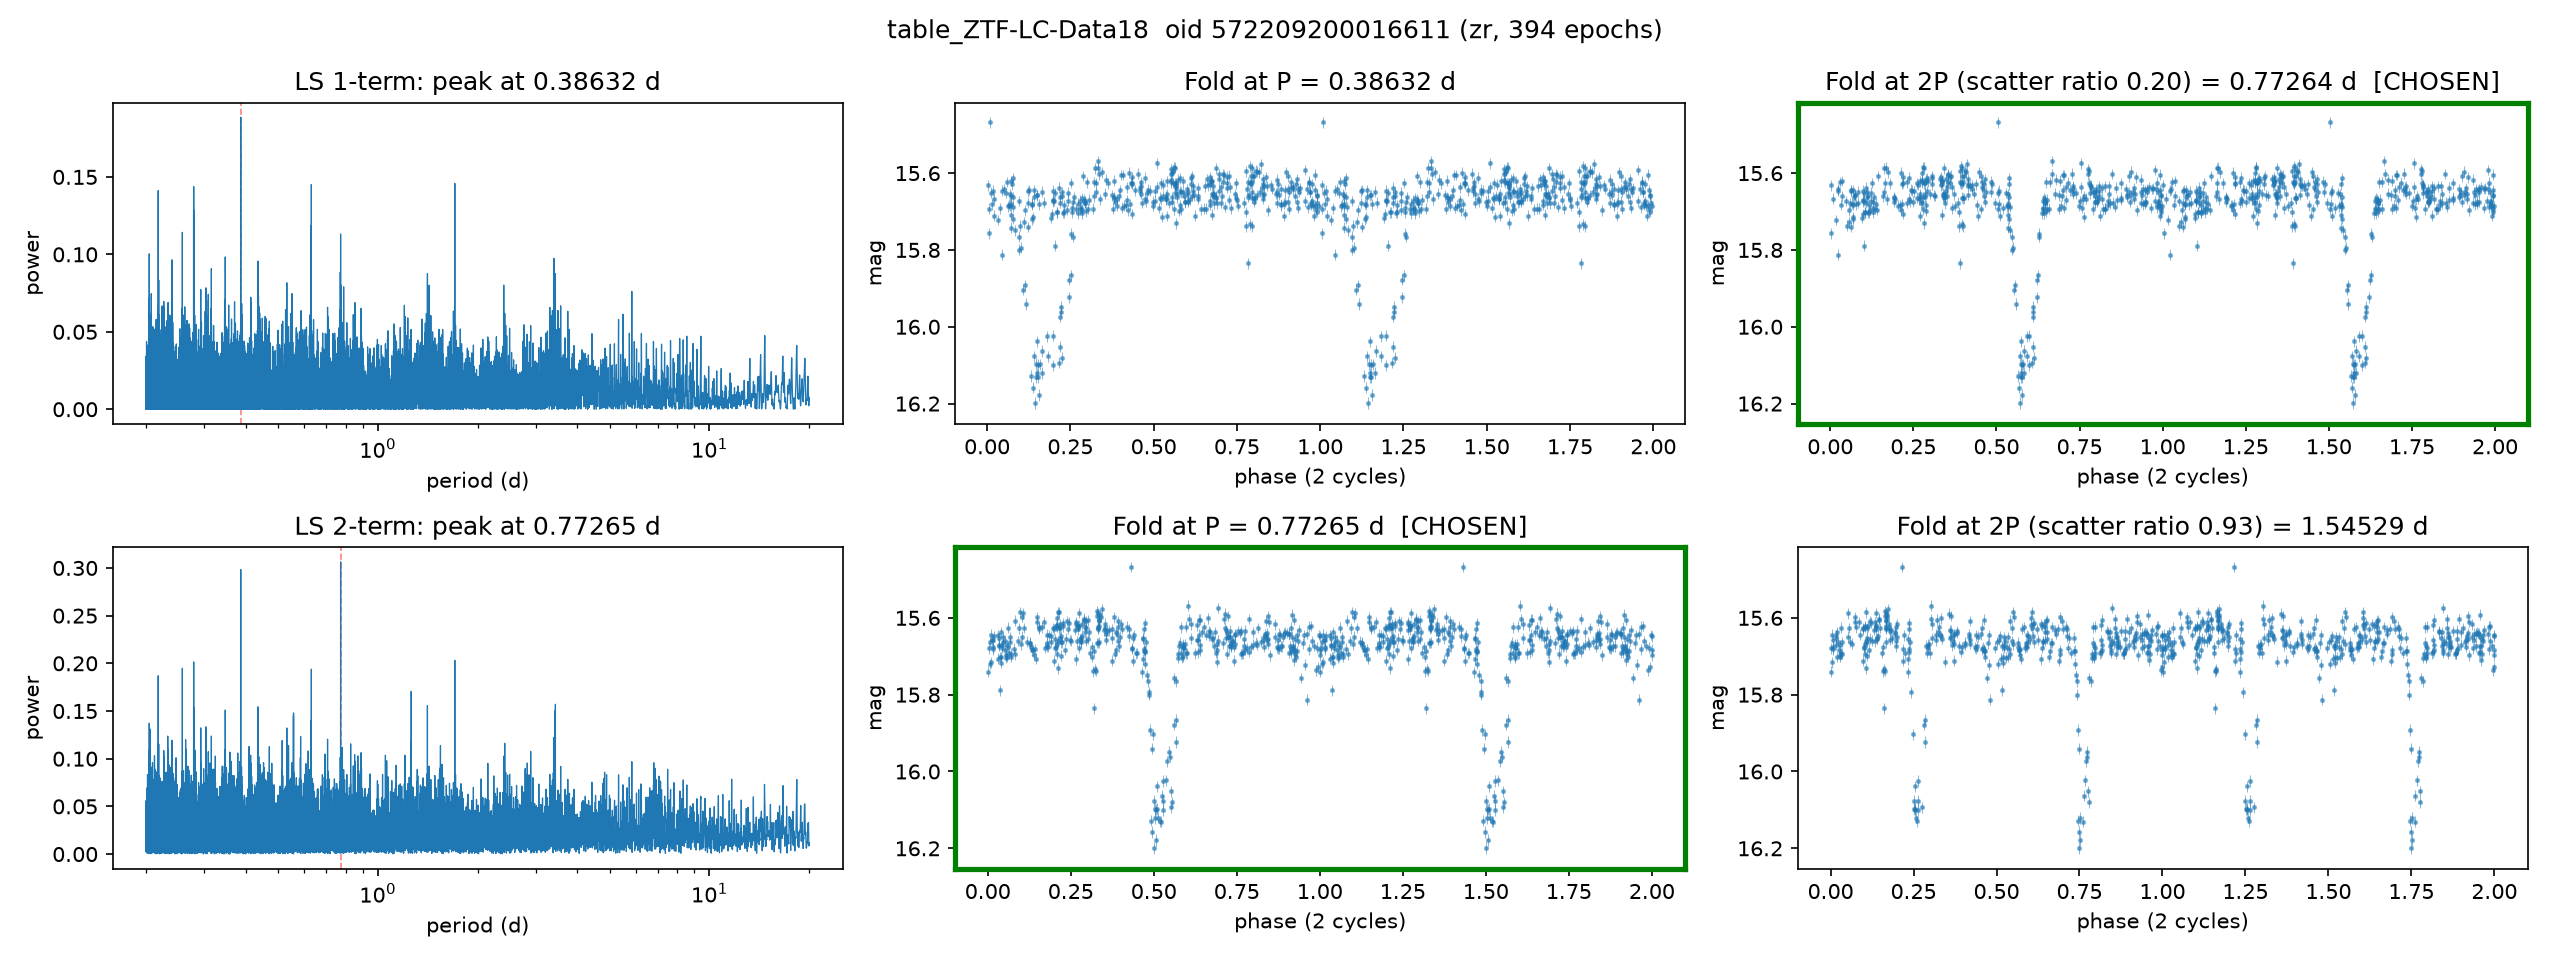 table_ZTF-LC-Data18  oid 572209200016611 (zr, 394 epochs)
LS 1-term: peak at 0.38632 d
power
0.15
0.10
0.05
0.00
10⁰
10¹
period (d)
Fold at P = 0.38632 d
mag
15.6
15.8
16.0
16.2
0.00 0.25 0.50 0.75 1.00 1.25 1.50 1.75 2.00
phase (2 cycles)
Fold at 2P (scatter ratio 0.20) = 0.77264 d  [CHOSEN]
mag
15.6
15.8
16.0
16.2
0.00 0.25 0.50 0.75 1.00 1.25 1.50 1.75 2.00
phase (2 cycles)
LS 2-term: peak at 0.77265 d
power
0.30
0.25
0.20
0.15
0.10
0.05
0.00
10⁰
10¹
period (d)
Fold at P = 0.77265 d  [CHOSEN]
mag
15.6
15.8
16.0
16.2
0.00 0.25 0.50 0.75 1.00 1.25 1.50 1.75 2.00
phase (2 cycles)
Fold at 2P (scatter ratio 0.93) = 1.54529 d
mag
15.6
15.8
16.0
16.2
0.00 0.25 0.50 0.75 1.00 1.25 1.50 1.75 2.00
phase (2 cycles)